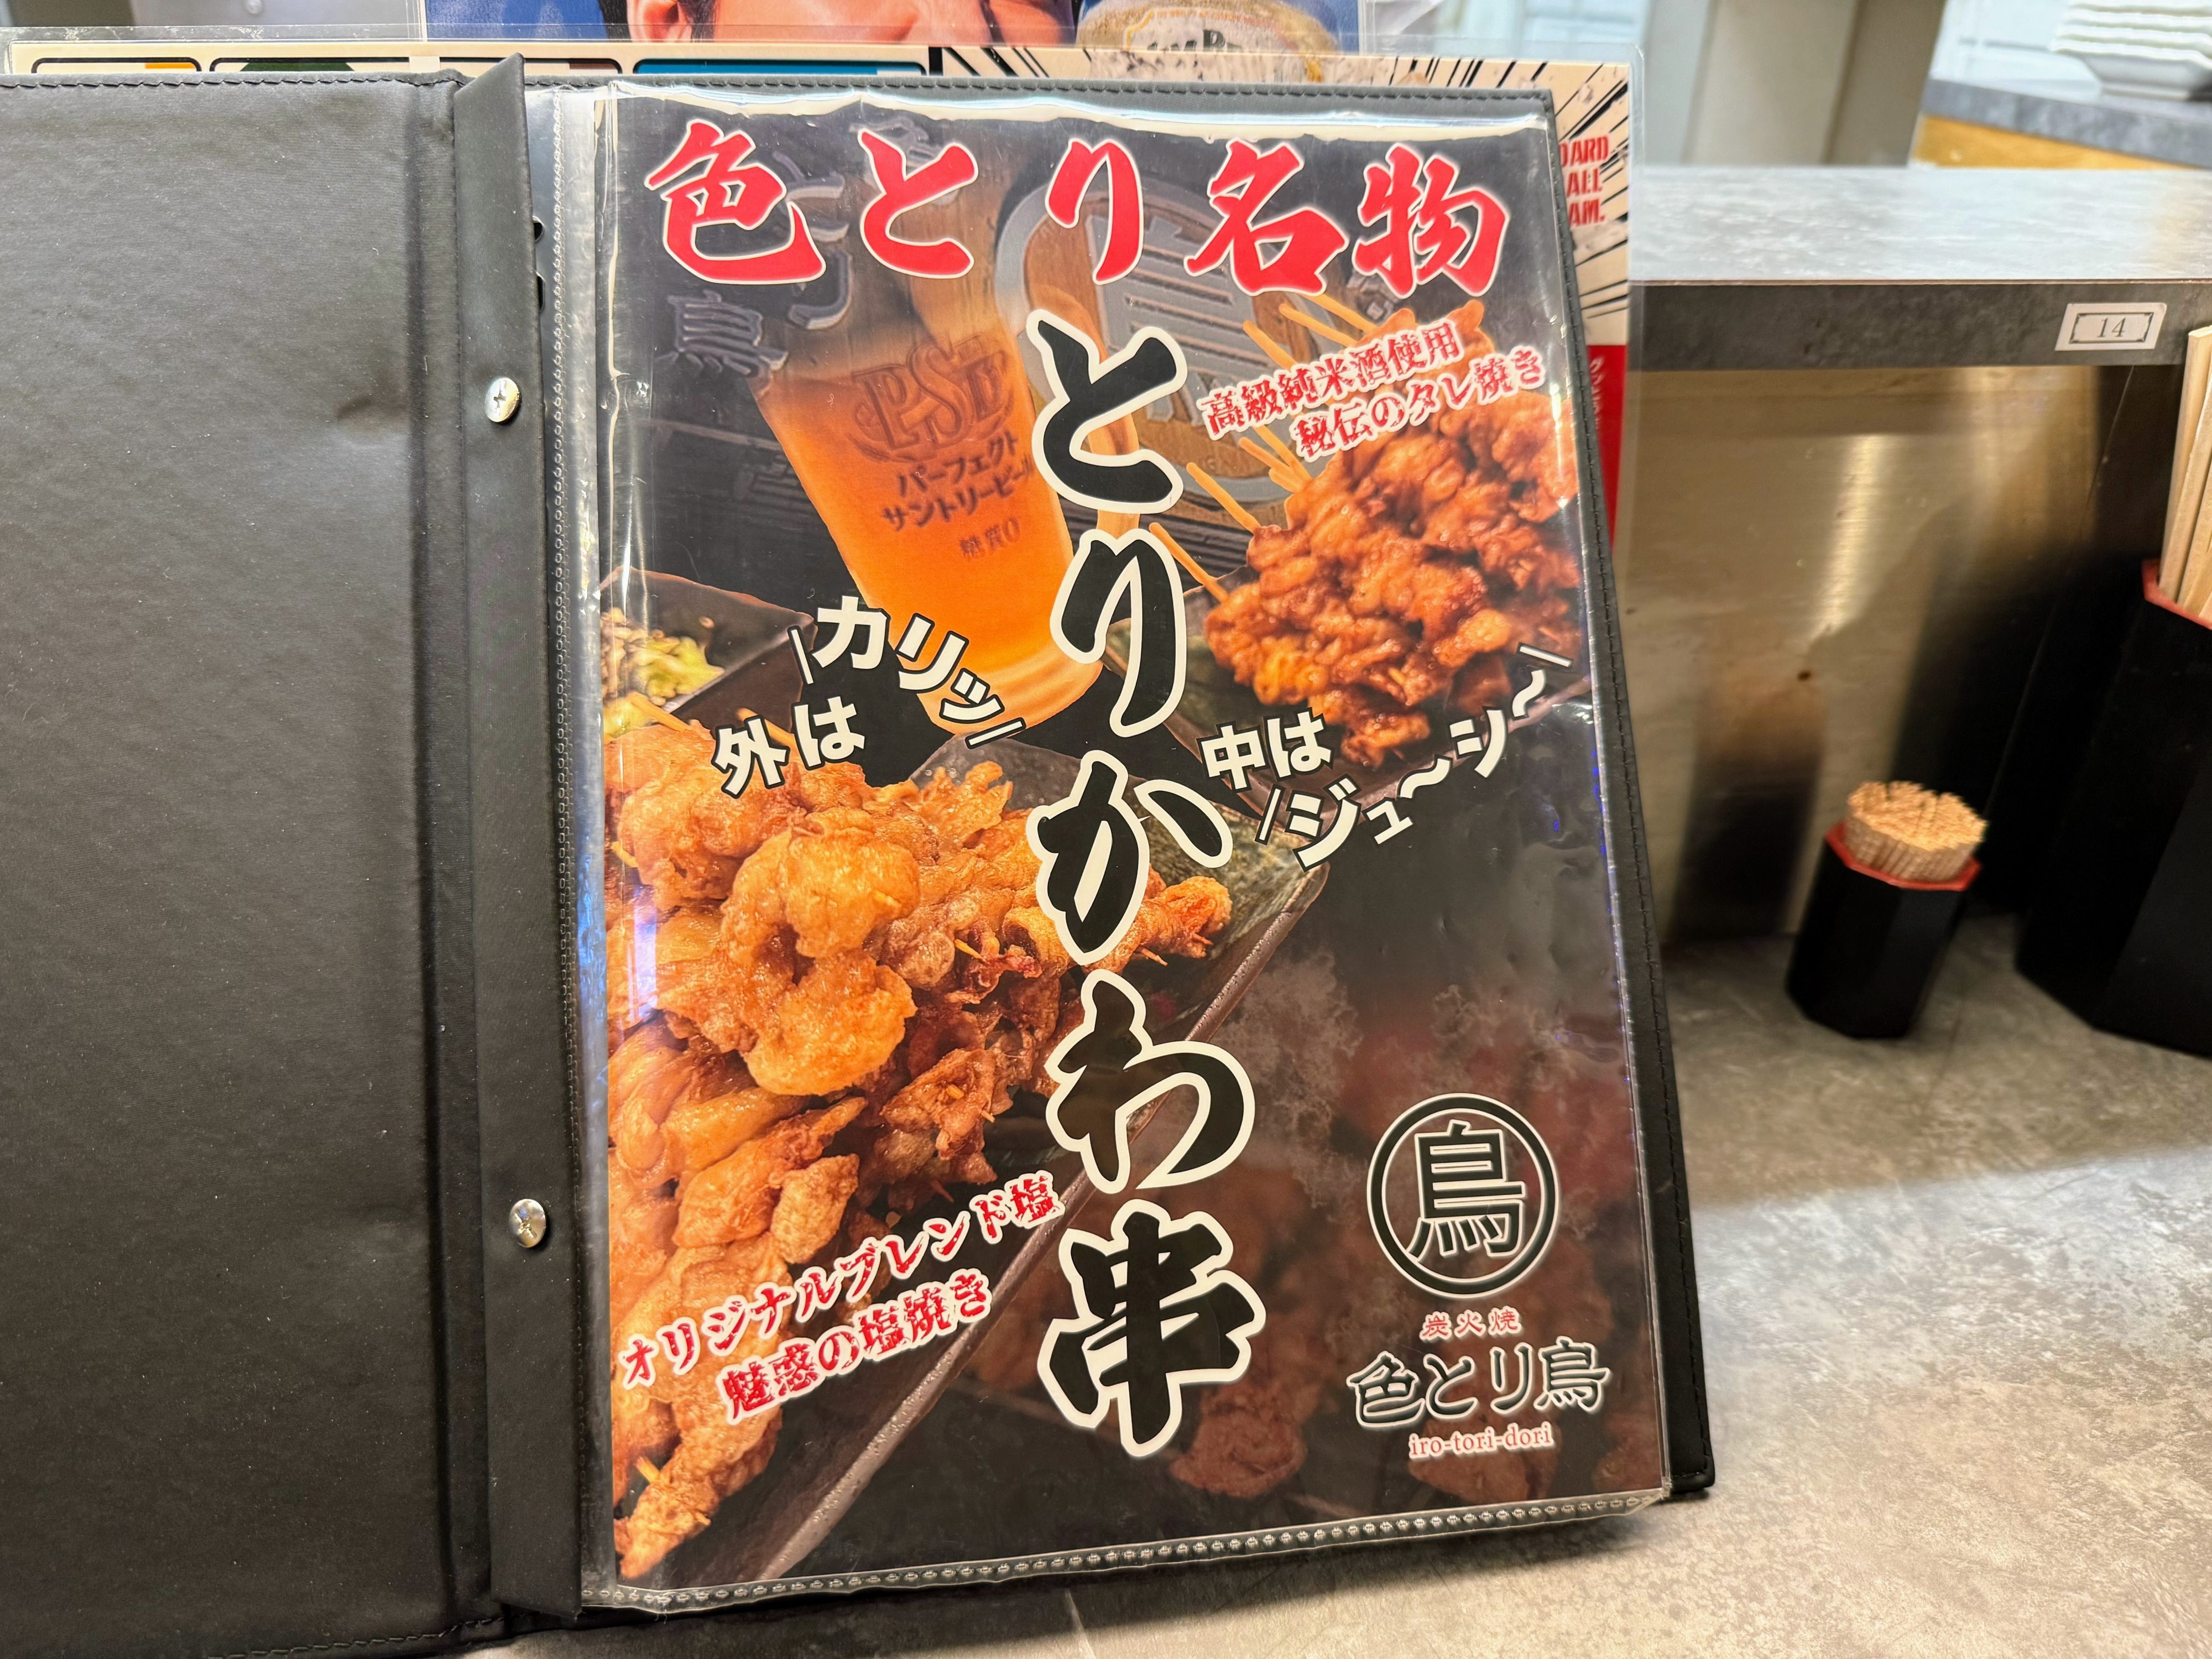 色とり名物
とりかわ串
高級純米酒使用
秘伝のタレ焼き
PSB
パーフェクト
サントリービール
糖質0
外は
カリッ
中は
ジュ〜シ〜
オリジナルブレンド塩
魅惑の塩焼き
鳥
炭火焼
色とり鳥
iro-tori-dori
14